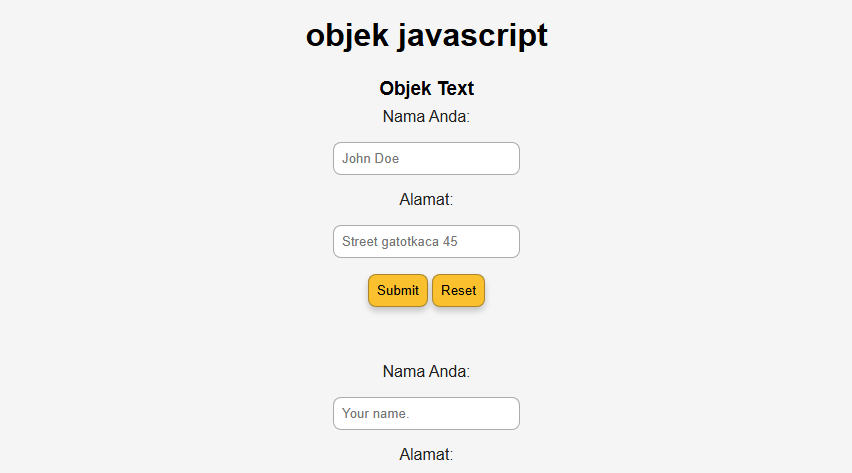 objek javascript
Objek Text
Nama Anda:
John Doe
Alamat:
Street gatotkaca 45
Submit Reset
Nama Anda:
Your name.
Alamat: